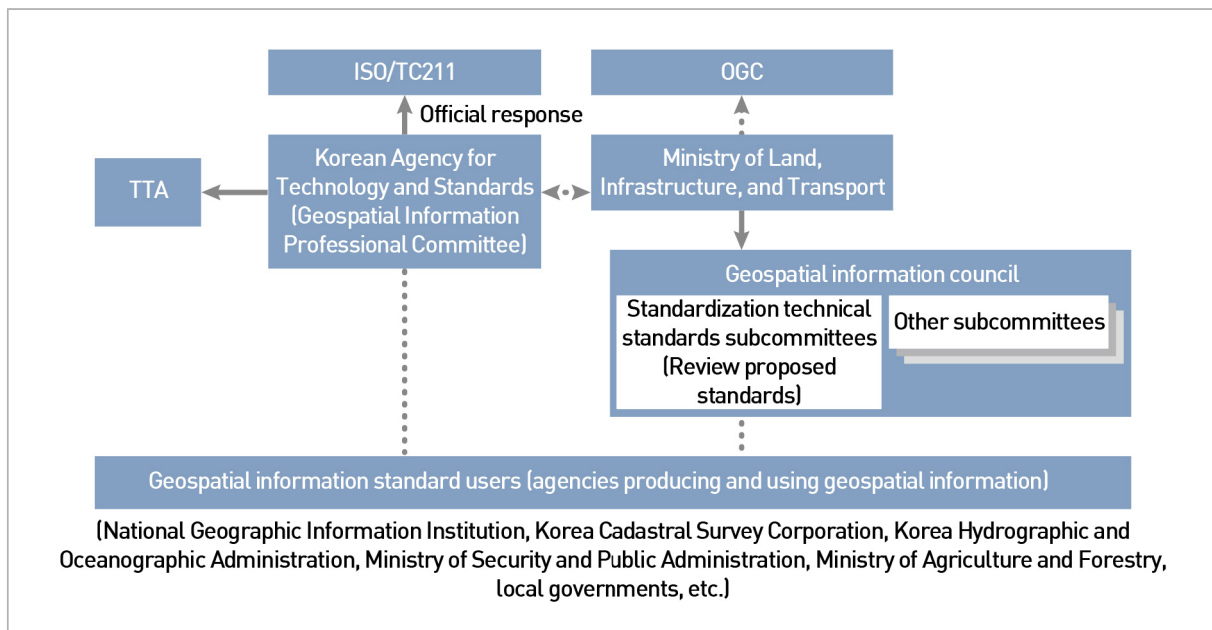 ISO/TC211
OGC
Official response
TTA
Korean Agency for
Technology and Standards
(Geospatial Information
Professional Committee)
Ministry of Land,
Infrastructure, and Transport
Geospatial information council
Standardization technical
standards subcommittees
(Review proposed
standards)
Other subcommittees
Geospatial information standard users (agencies producing and using geospatial information)
(National Geographic Information Institution, Korea Cadastral Survey Corporation, Korea Hydrographic and
Oceanographic Administration, Ministry of Security and Public Administration, Ministry of Agriculture and Forestry,
local governments, etc.)